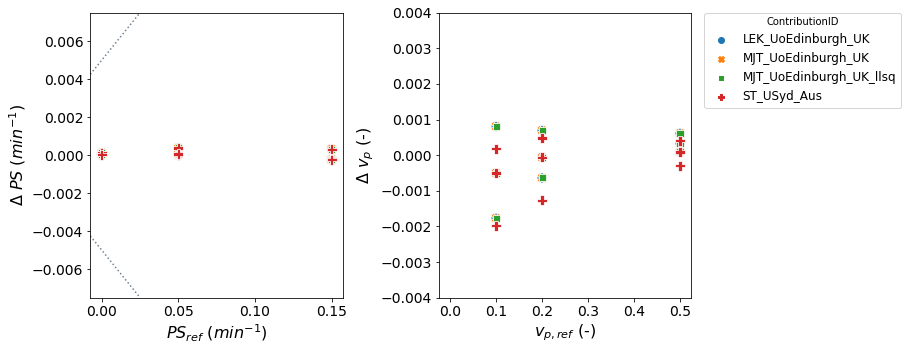 0.006
0.004
0.002
0.000
−0.002
−0.004
−0.006
Δ PS (min⁻¹)
0.00 0.05 0.10 0.15
PS_ref (min⁻¹)
0.004
0.003
0.002
0.001
0.000
−0.001
−0.002
−0.003
−0.004
Δ v_p (-)
0.0 0.1 0.2 0.3 0.4 0.5
v_p,ref (-)
ContributionID
LEK_UoEdinburgh_UK
MJT_UoEdinburgh_UK
MJT_UoEdinburgh_UK_llsq
ST_USyd_Aus